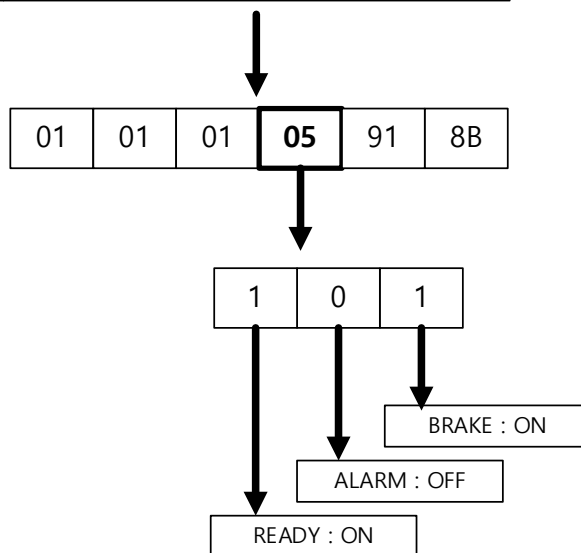 01 01 01 05 91 8B
1 0 1
BRAKE : ON
ALARM : OFF
READY : ON